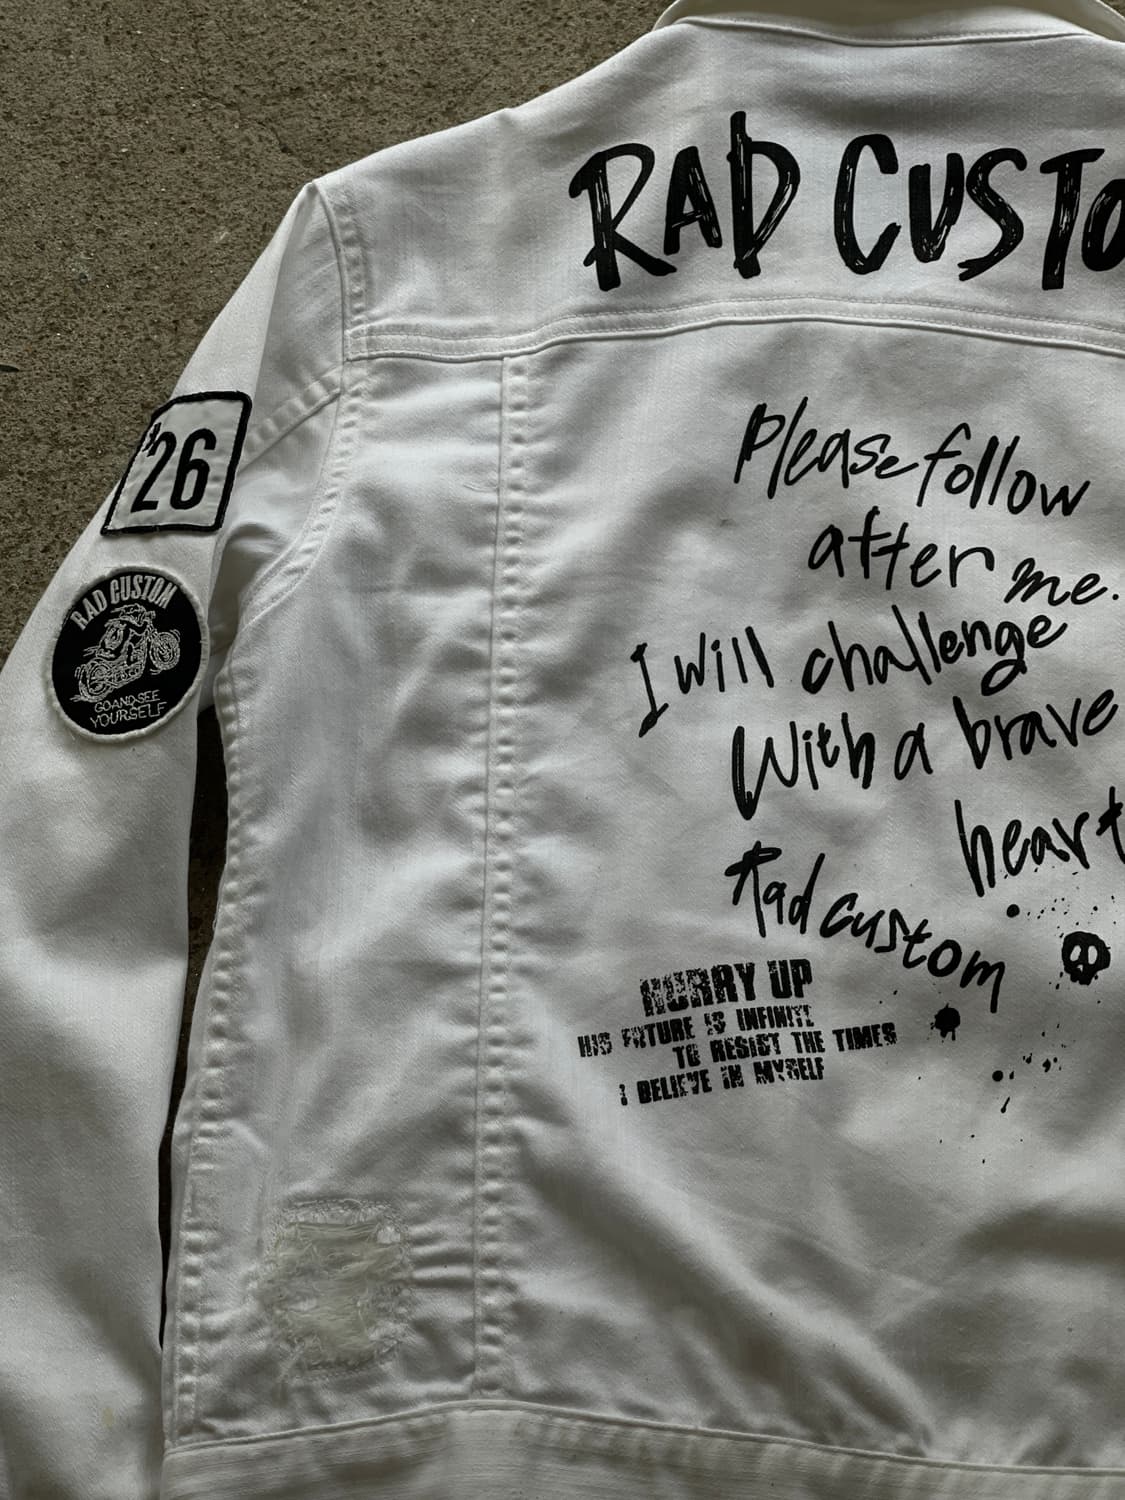 RAD CUSTO
'26
RAD CUSTOM
GO AND SEE
YOURSELF
Please follow
after me.
I will challenge
With a brave
heart
Rad custom
HURRY UP
HIS FRTURE IS INFINITE
TO RESIST THE TIMES
I BELIEVE IN MYSELF